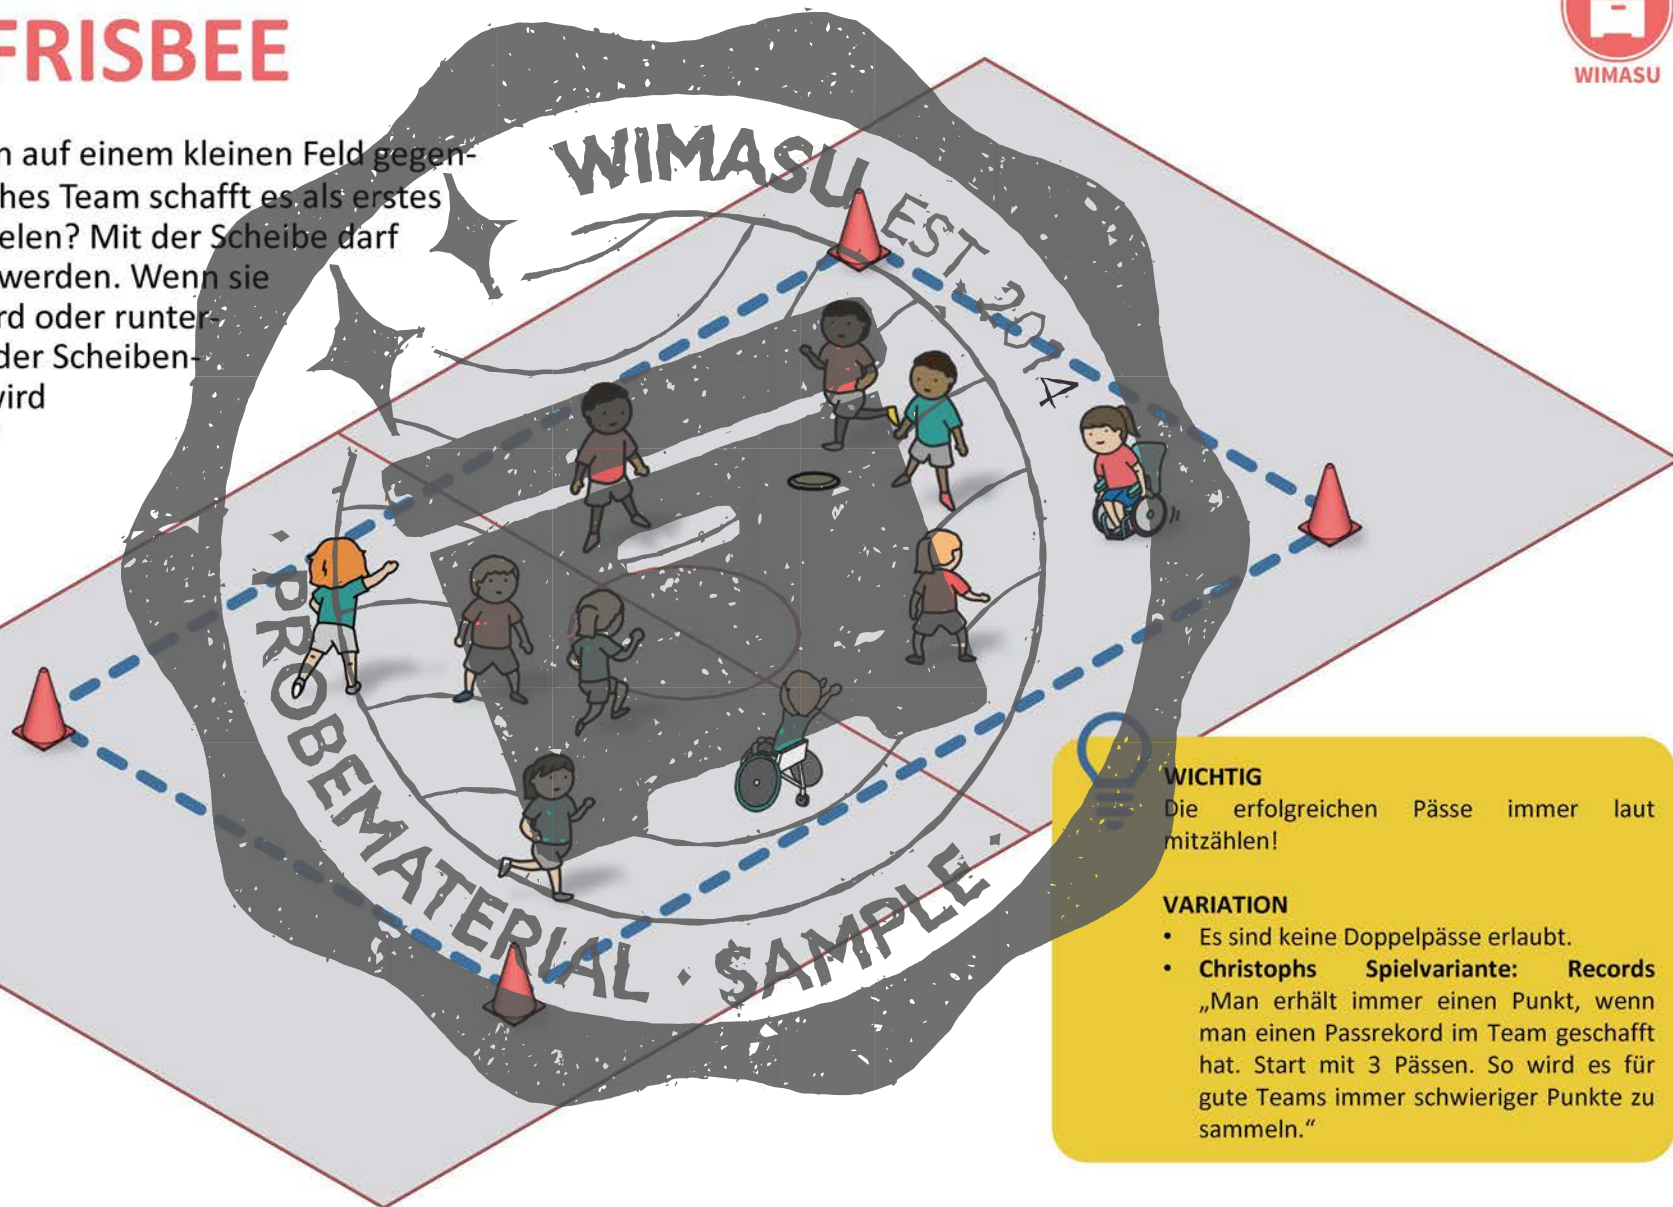 FRISBEE
WIMASU
n auf einem kleinen Feld gegen-
ches Team schafft es als erstes
elen? Mit der Scheibe darf
werden. Wenn sie
rd oder runter-
der Scheiben-
wird
WIMASU EST. 2014
PROBEMATERIAL · SAMPLE ·
WICHTIG
Die erfolgreichen Pässe immer laut
mitzählen!
VARIATION
• Es sind keine Doppelpässe erlaubt.
• Christophs Spielvariante: Records
„Man erhält immer einen Punkt, wenn
man einen Passrekord im Team geschafft
hat. Start mit 3 Pässen. So wird es für
gute Teams immer schwieriger Punkte zu
sammeln.“